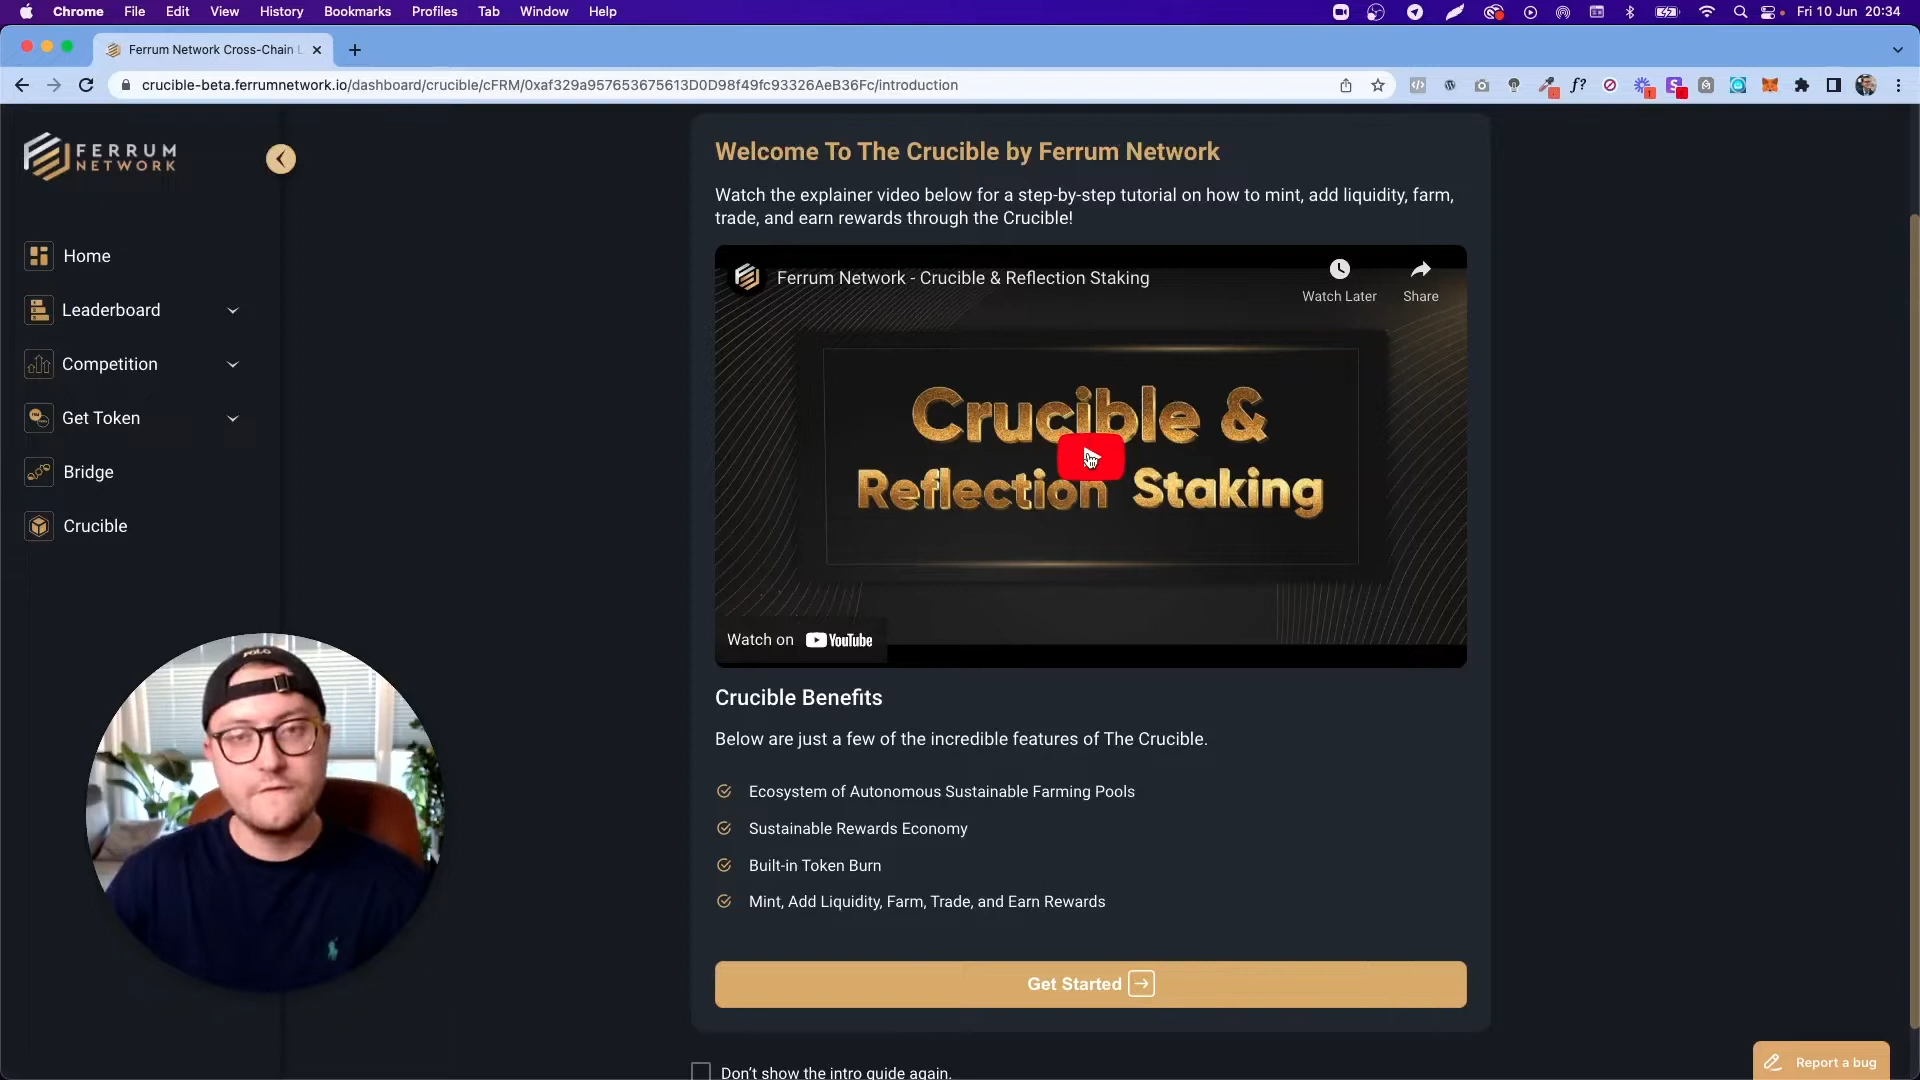 Chrome File Edit View History Bookmarks Profiles Tab Window Help
Fri 10 Jun 20:34
Ferrum Network Cross-Chain L
crucible-beta.ferrumnetwork.io/dashboard/crucible/cFRM/0xaf329a957653675613D0D98f49fc93326AeB36Fc/introduction
FERRUM
NETWORK
Home
Leaderboard
Competition
Get Token
Bridge
Crucible
Welcome To The Crucible by Ferrum Network
Watch the explainer video below for a step-by-step tutorial on how to mint, add liquidity, farm,
trade, and earn rewards through the Crucible!
Ferrum Network - Crucible & Reflection Staking
Watch Later
Share
Crucible &
Reflection Staking
Watch on YouTube
Crucible Benefits
Below are just a few of the incredible features of The Crucible.
Ecosystem of Autonomous Sustainable Farming Pools
Sustainable Rewards Economy
Built-in Token Burn
Mint, Add Liquidity, Farm, Trade, and Earn Rewards
Get Started
Don't show the intro guide again.
Report a bug
POLO